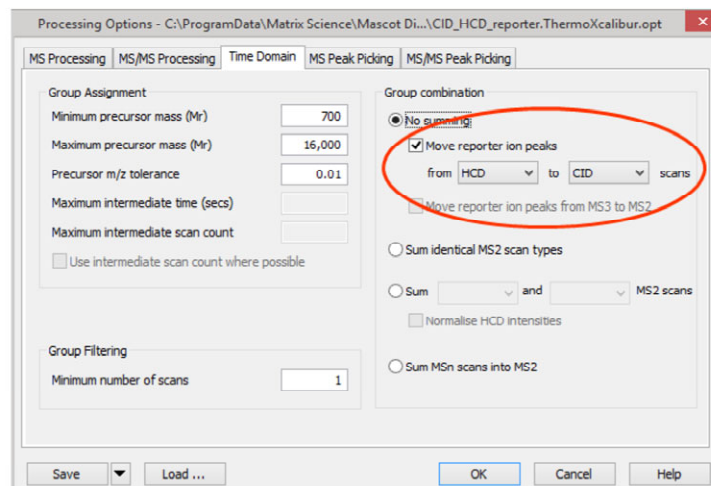 Processing Options - C:\ProgramData\Matrix Science\Mascot Di...\CID_HCD_reporter.ThermoXcalibur.opt
MS Processing MS/MS Processing Time Domain MS Peak Picking MS/MS Peak Picking
Group Assignment
Minimum precursor mass (Mr) 700
Maximum precursor mass (Mr) 16,000
Precursor m/z tolerance 0.01
Maximum intermediate time (secs)
Maximum intermediate scan count
Use intermediate scan count where possible
Group Filtering
Minimum number of scans 1
Group combination
No summing
Move reporter ion peaks
from HCD to CID scans
Move reporter ion peaks from MS3 to MS2
Sum identical MS2 scan types
Sum and MS2 scans
Normalise HCD intensities
Sum MSn scans into MS2
Save Load ... OK Cancel Help